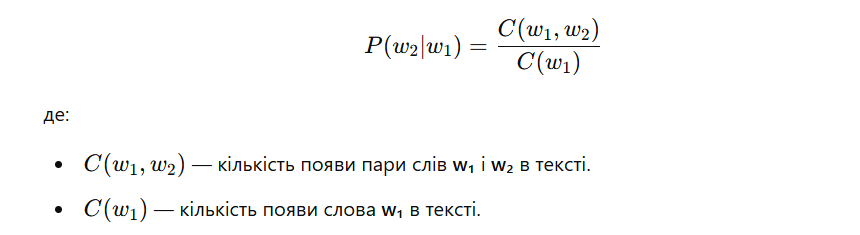 P(w₂|w₁) = C(w₁, w₂) / C(w₁)
де:
• C(w₁, w₂) — кількість появи пари слів w₁ і w₂ в тексті.
• C(w₁) — кількість появи слова w₁ в тексті.